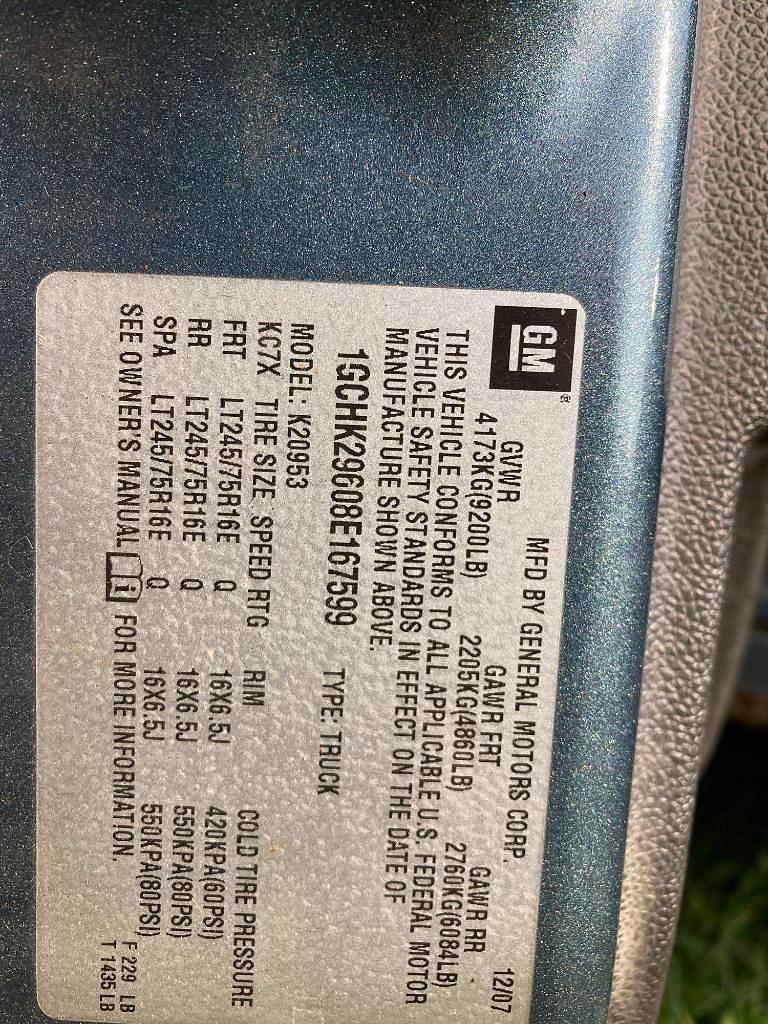 GM ®
MFD BY GENERAL MOTORS CORP. 12/07
GVWR GAWR FRT GAWR RR
4173KG(9200LB) 2205KG(4860LB) 2760KG(6084LB)
THIS VEHICLE CONFORMS TO ALL APPLICABLE U.S. FEDERAL MOTOR
VEHICLE SAFETY STANDARDS IN EFFECT ON THE DATE OF
MANUFACTURE SHOWN ABOVE.
1GCHK29608E167599 TYPE: TRUCK
MODEL: K20953
KC7X TIRE SIZE SPEED RTG RIM COLD TIRE PRESSURE
FRT LT245/75R16E Q 16X6.5J 420KPA(60PSI)
RR LT245/75R16E Q 16X6.5J 550KPA(80PSI)
SPA LT245/75R16E Q 16X6.5J 550KPA(80PSI)
SEE OWNER'S MANUAL i FOR MORE INFORMATION.
F 229 LB
T 1435 LB